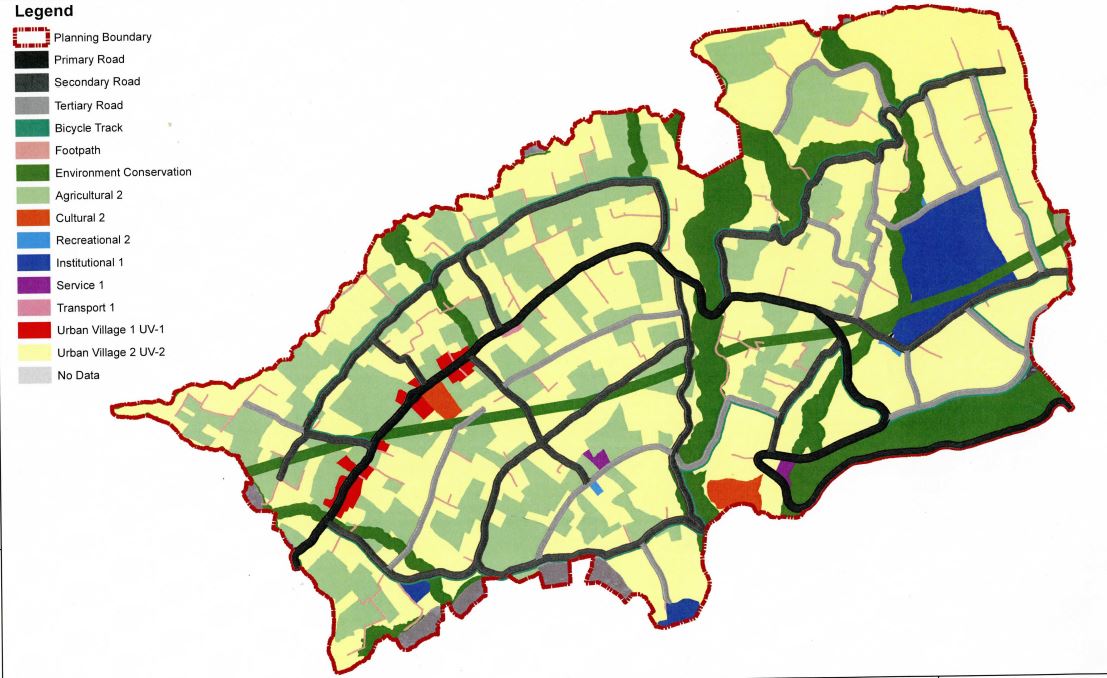 Legend
Planning Boundary
Primary Road
Secondary Road
Tertiary Road
Bicycle Track
Footpath
Environment Conservation
Agricultural 2
Cultural 2
Recreational 2
Institutional 1
Service 1
Transport 1
Urban Village 1 UV-1
Urban Village 2 UV-2
No Data